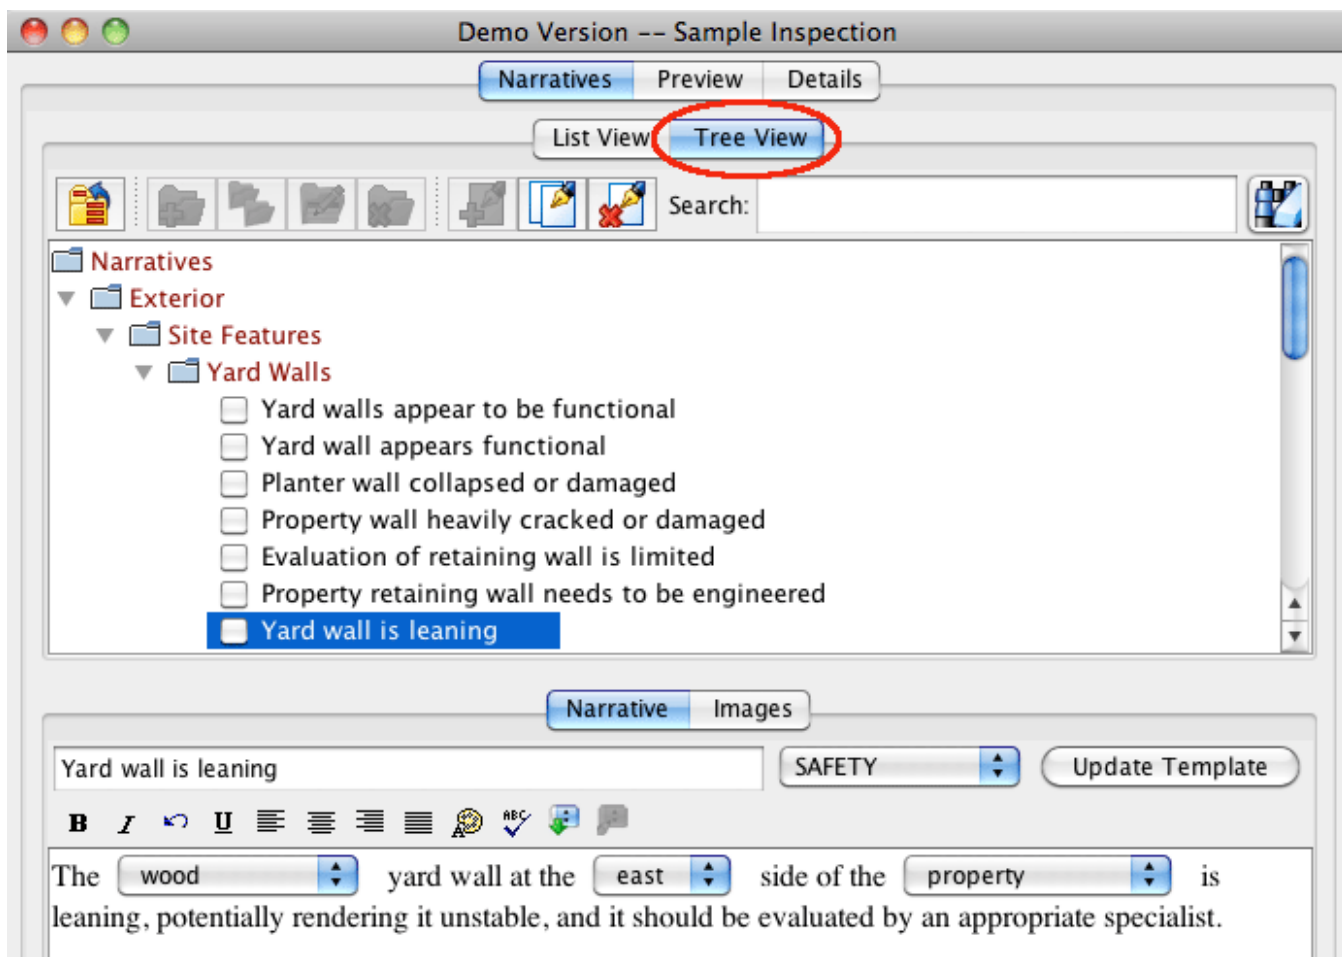 Demo Version -- Sample Inspection
Narratives Preview Details
List View Tree View
Search:
Narratives
Exterior
Site Features
Yard Walls
Yard walls appear to be functional
Yard wall appears functional
Planter wall collapsed or damaged
Property wall heavily cracked or damaged
Evaluation of retaining wall is limited
Property retaining wall needs to be engineered
Yard wall is leaning
Narrative Images
Yard wall is leaning SAFETY Update Template
B I U A ABC
The wood yard wall at the east side of the property is
leaning, potentially rendering it unstable, and it should be evaluated by an appropriate specialist.